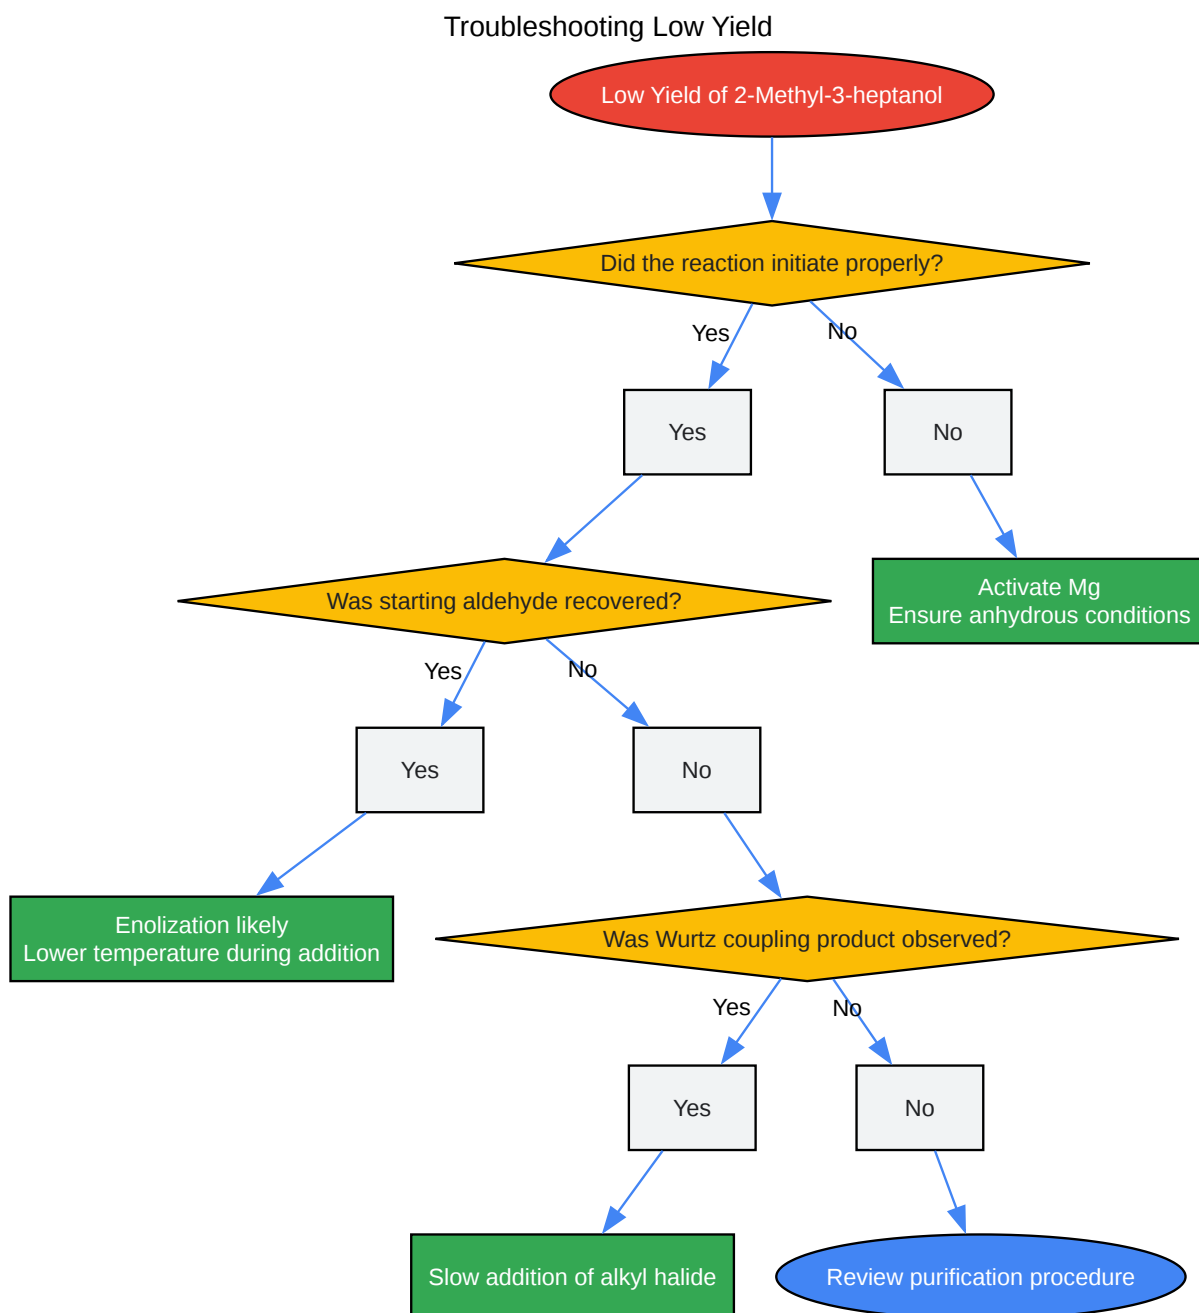 Troubleshooting Low Yield
Low Yield of 2-Methyl-3-heptanol
Did the reaction initiate properly?
Yes
No
Yes
No
Was starting aldehyde recovered?
Activate Mg
Ensure anhydrous conditions
Yes
No
Yes
No
Enolization likely
Lower temperature during addition
Was Wurtz coupling product observed?
Yes
No
Yes
No
Slow addition of alkyl halide
Review purification procedure